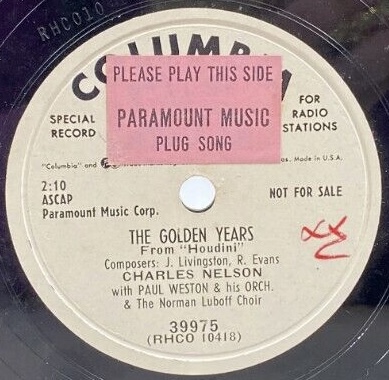 RHCO10
COLUMBIA
PLEASE PLAY THIS SIDE
PARAMOUNT MUSIC
PLUG SONG
SPECIAL
RECORD
FOR
RADIO
STATIONS
"Columbia" and
Made in U.S.A.
2:10
ASCAP
Paramount Music Corp.
NOT FOR SALE
THE GOLDEN YEARS
From "Houdini"
Composers: J. Livingston, R. Evans
CHARLES NELSON
with PAUL WESTON & his ORCH.
& The Norman Luboff Choir
39975
(RHCO 10418)